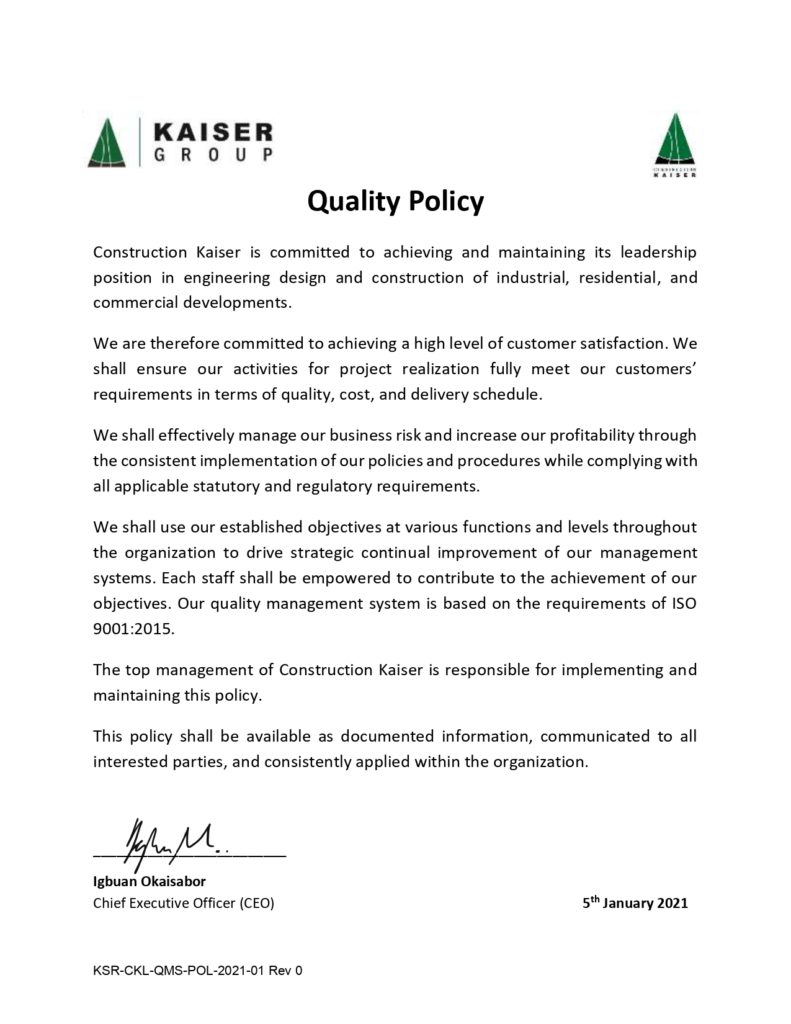 KAISER
GROUP
CONSTRUCTION
KAISER
Quality Policy
Construction Kaiser is committed to achieving and maintaining its leadership
position in engineering design and construction of industrial, residential, and
commercial developments.
We are therefore committed to achieving a high level of customer satisfaction. We
shall ensure our activities for project realization fully meet our customers’
requirements in terms of quality, cost, and delivery schedule.
We shall effectively manage our business risk and increase our profitability through
the consistent implementation of our policies and procedures while complying with
all applicable statutory and regulatory requirements.
We shall use our established objectives at various functions and levels throughout
the organization to drive strategic continual improvement of our management
systems. Each staff shall be empowered to contribute to the achievement of our
objectives. Our quality management system is based on the requirements of ISO
9001:2015.
The top management of Construction Kaiser is responsible for implementing and
maintaining this policy.
This policy shall be available as documented information, communicated to all
interested parties, and consistently applied within the organization.
Igbuan Okaisabor
Chief Executive Officer (CEO)
5th January 2021
KSR-CKL-QMS-POL-2021-01 Rev 0